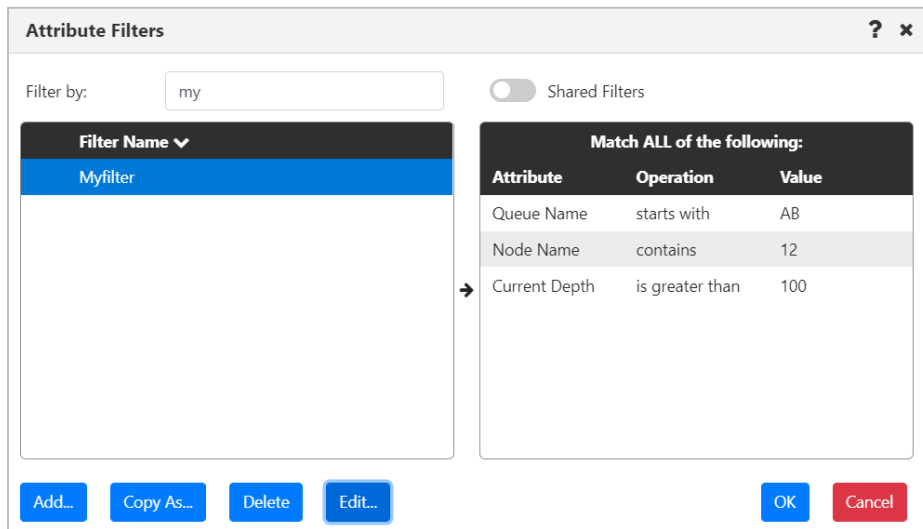 Attribute Filters ? ×
Filter by: my Shared Filters
Filter Name
Myfilter
Match ALL of the following:
Attribute Operation Value
Queue Name starts with AB
Node Name contains 12
Current Depth is greater than 100
Add... Copy As... Delete Edit... OK Cancel